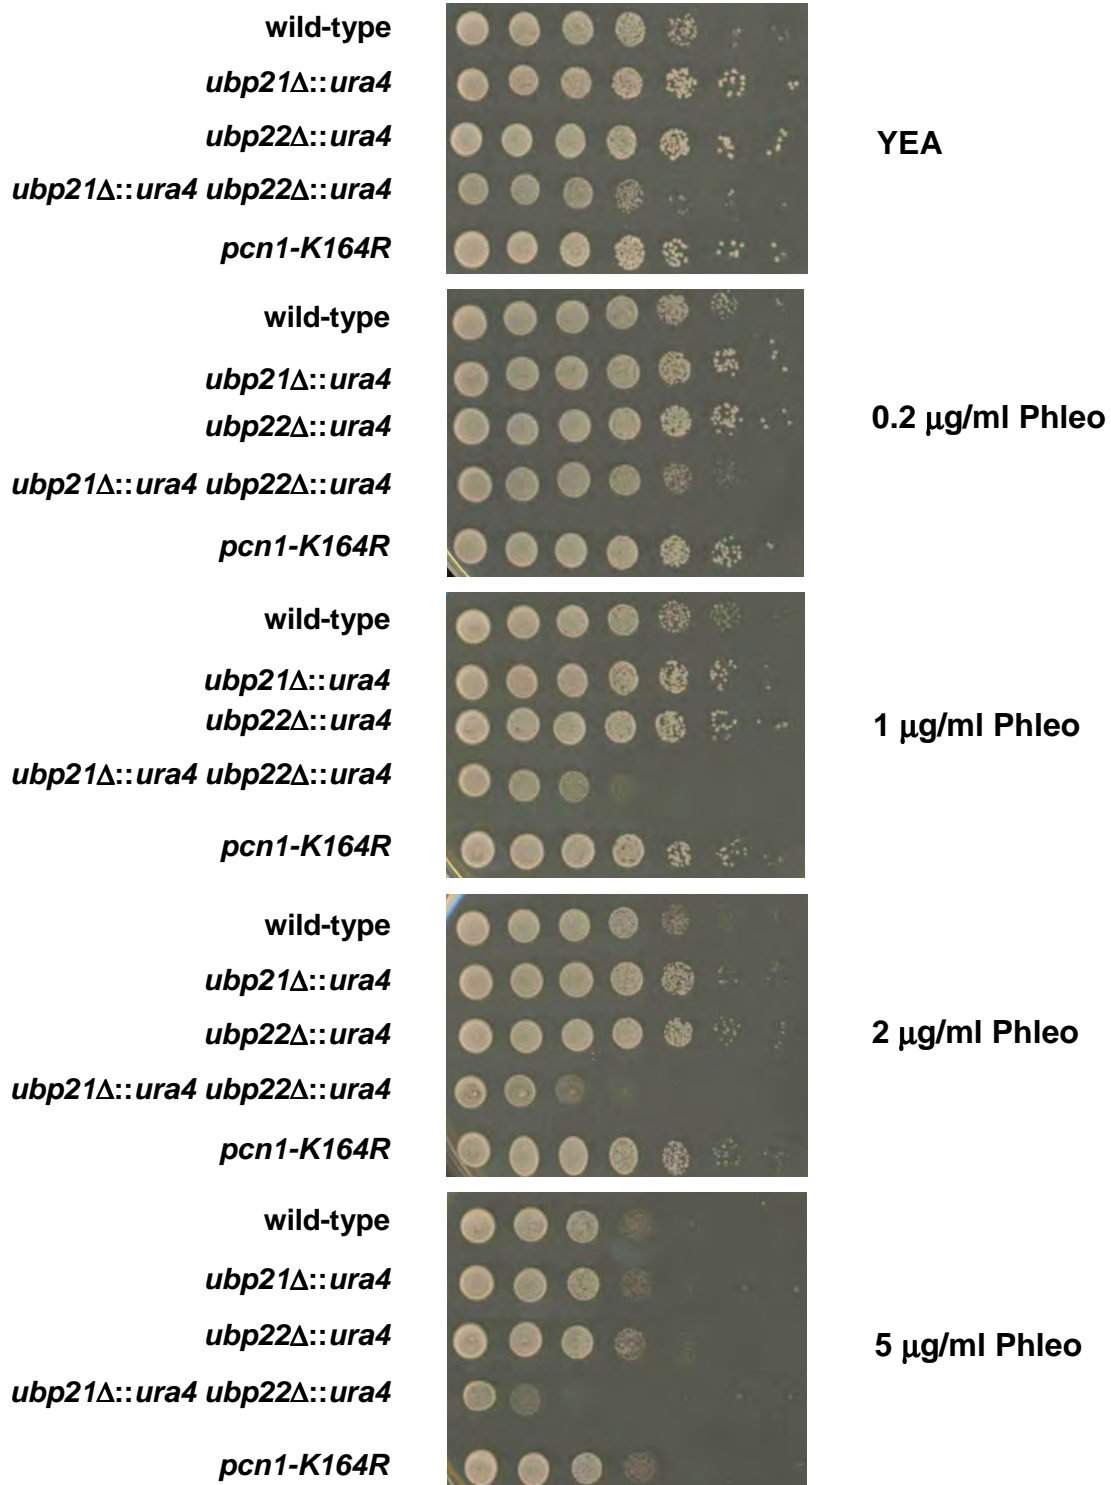 wild-type
ubp21Δ::ura4
ubp22Δ::ura4
YEA
ubp21Δ::ura4 ubp22Δ::ura4
pcn1-K164R
wild-type
ubp21Δ::ura4
0.2 μg/ml Phleo
ubp22Δ::ura4
ubp21Δ::ura4 ubp22Δ::ura4
pcn1-K164R
wild-type
ubp21Δ::ura4
ubp22Δ::ura4
1 μg/ml Phleo
ubp21Δ::ura4 ubp22Δ::ura4
pcn1-K164R
wild-type
ubp21Δ::ura4
ubp22Δ::ura4
2 μg/ml Phleo
ubp21Δ::ura4 ubp22Δ::ura4
pcn1-K164R
wild-type
ubp21Δ::ura4
ubp22Δ::ura4
5 μg/ml Phleo
ubp21Δ::ura4 ubp22Δ::ura4
pcn1-K164R